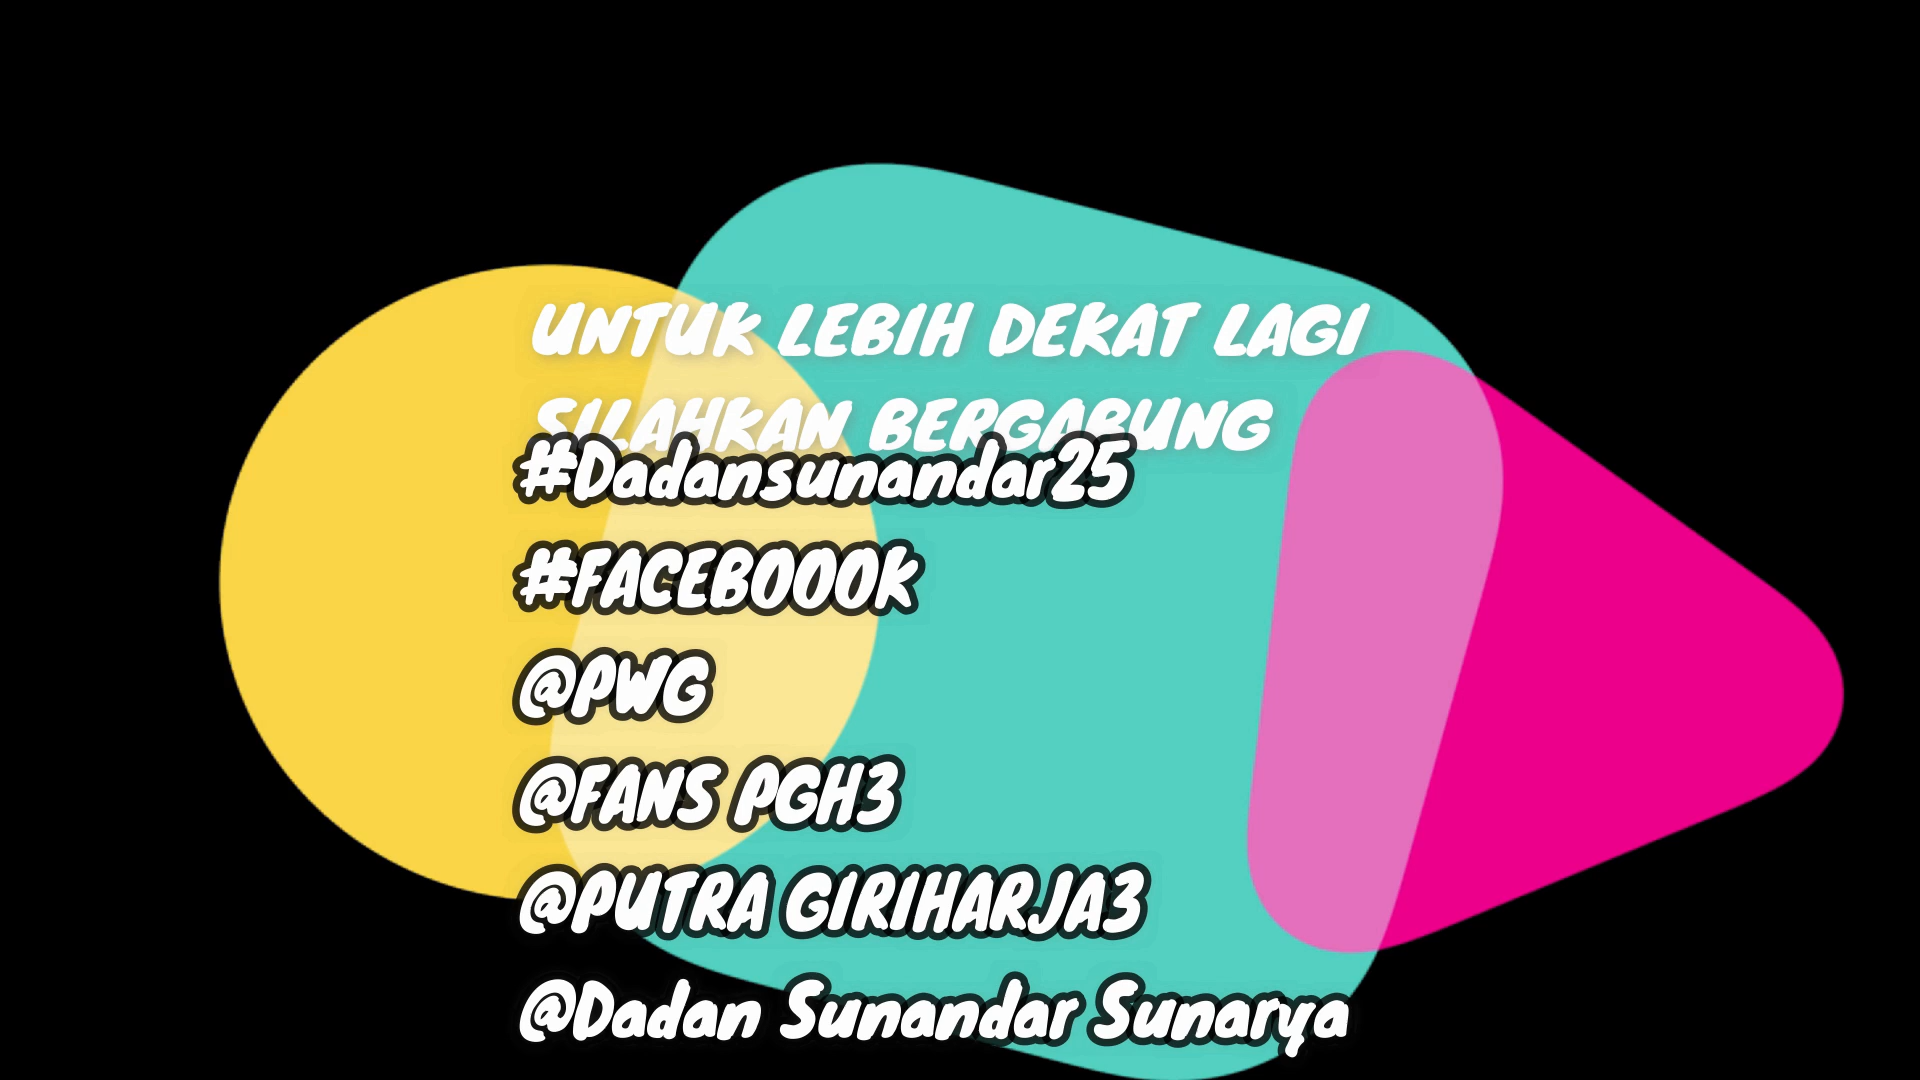 UNTUK LEBIH DEKAT LAGI
SILAHKAN BERGABUNG
#Dadansunandar25
#FACEBOOOK
@PWG
@FANS PGH3
@PUTRA GIRIHARJA3
@Dadan Sunandar Sunarya